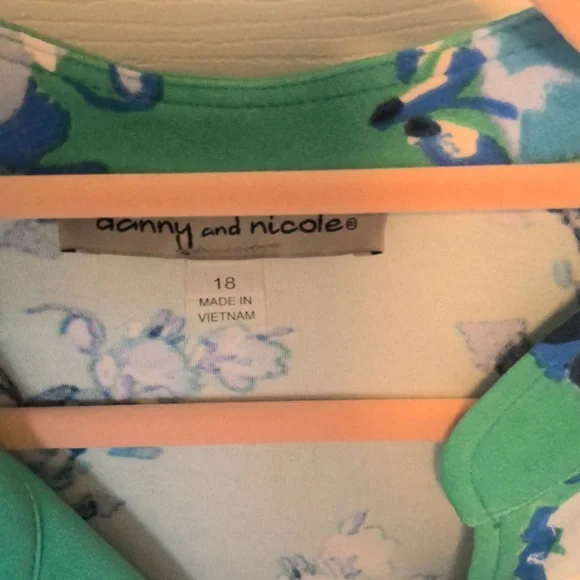 danny and nicole®
18
MADE IN
VIETNAM